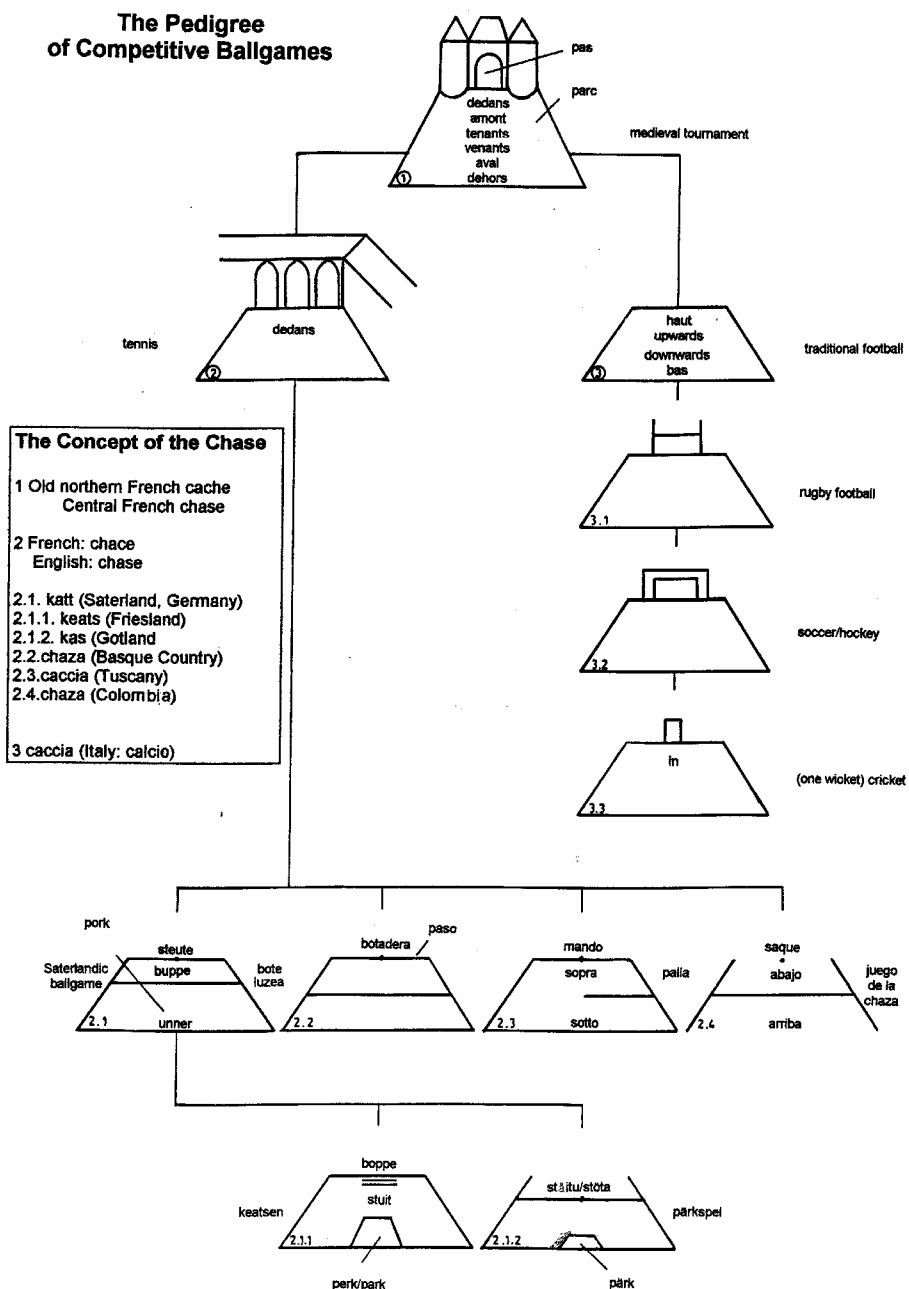 The Pedigree
of Competitive Ballgames
pas
parc
dedans
amont
tenants
venants
aval
dehors
1
medieval tournament
tennis
dedans
2
haut
upwards
downwards
bas
3
traditional football
The Concept of the Chase
1 Old northern French cache
Central French chase
2 French: chace
English: chase
2.1. katt (Saterland, Germany)
2.1.1. keats (Friesland)
2.1.2. kas (Gotland
2.2.chaza (Basque Country)
2.3.caccia (Tuscany)
2.4.chaza (Colombia)
3 caccia (Italy: calcio)
3.1
rugby football
3.2
soccer/hockey
in
3.3
(one wicket) cricket
pork
Saterlandic
ballgame
steute
buppe
unner
2.1
bote
luzea
botadera
paso
2.2
mando
sopra
sotto
2.3
palla
saque
abajo
arriba
2.4
juego
de la
chaza
keatsen
boppe
stuit
2.1.1
perk/park
ståitu/stöta
2.1.2
pärk
pärkspel